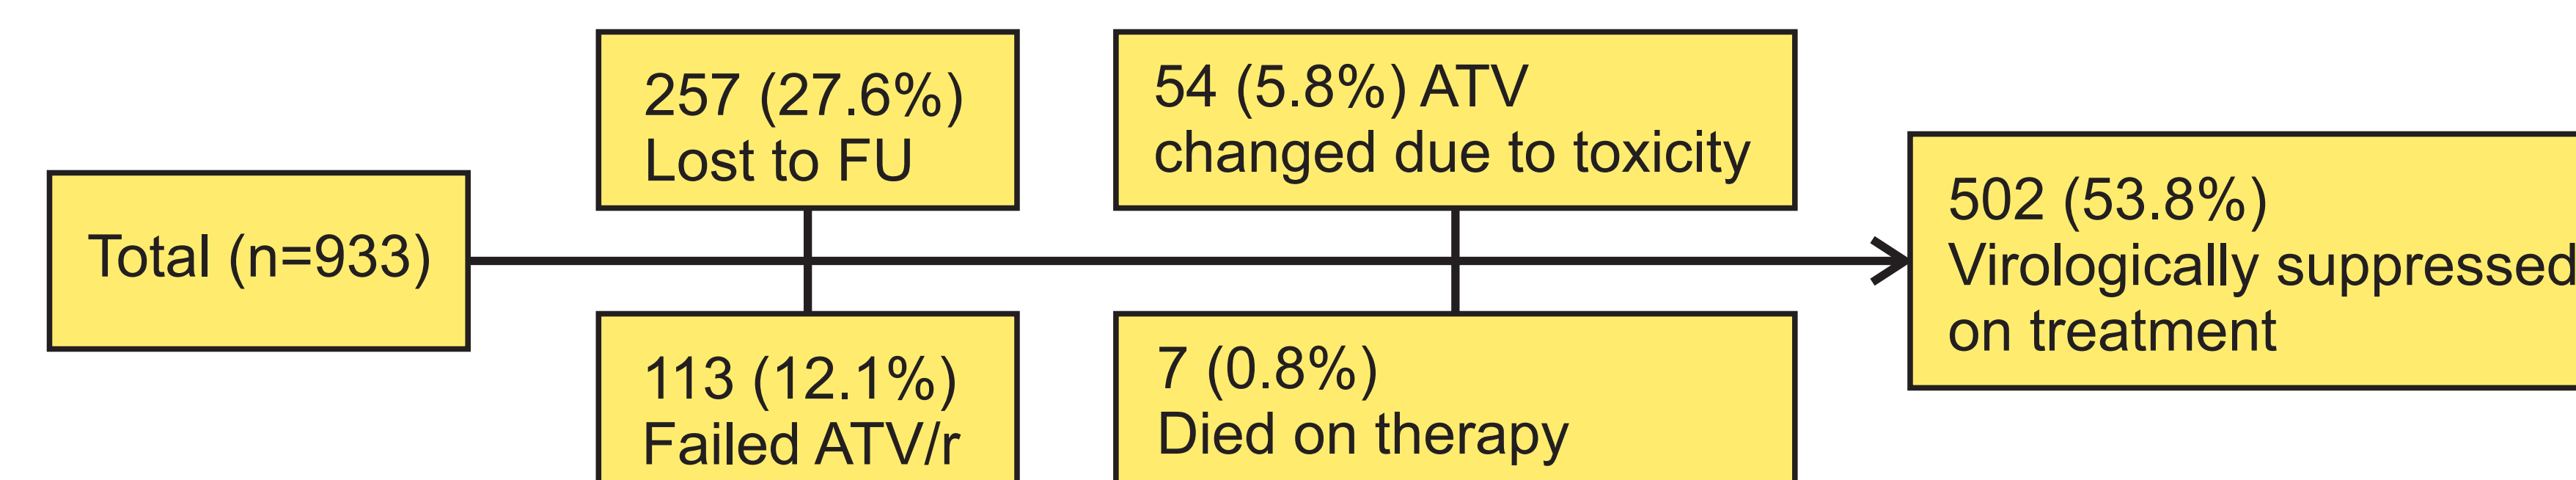 Total (n=933)
257 (27.6%)
Lost to FU
113 (12.1%)
Failed ATV/r
54 (5.8%) ATV
changed due to toxicity
7 (0.8%)
Died on therapy
502 (53.8%)
Virologically suppressed
on treatment